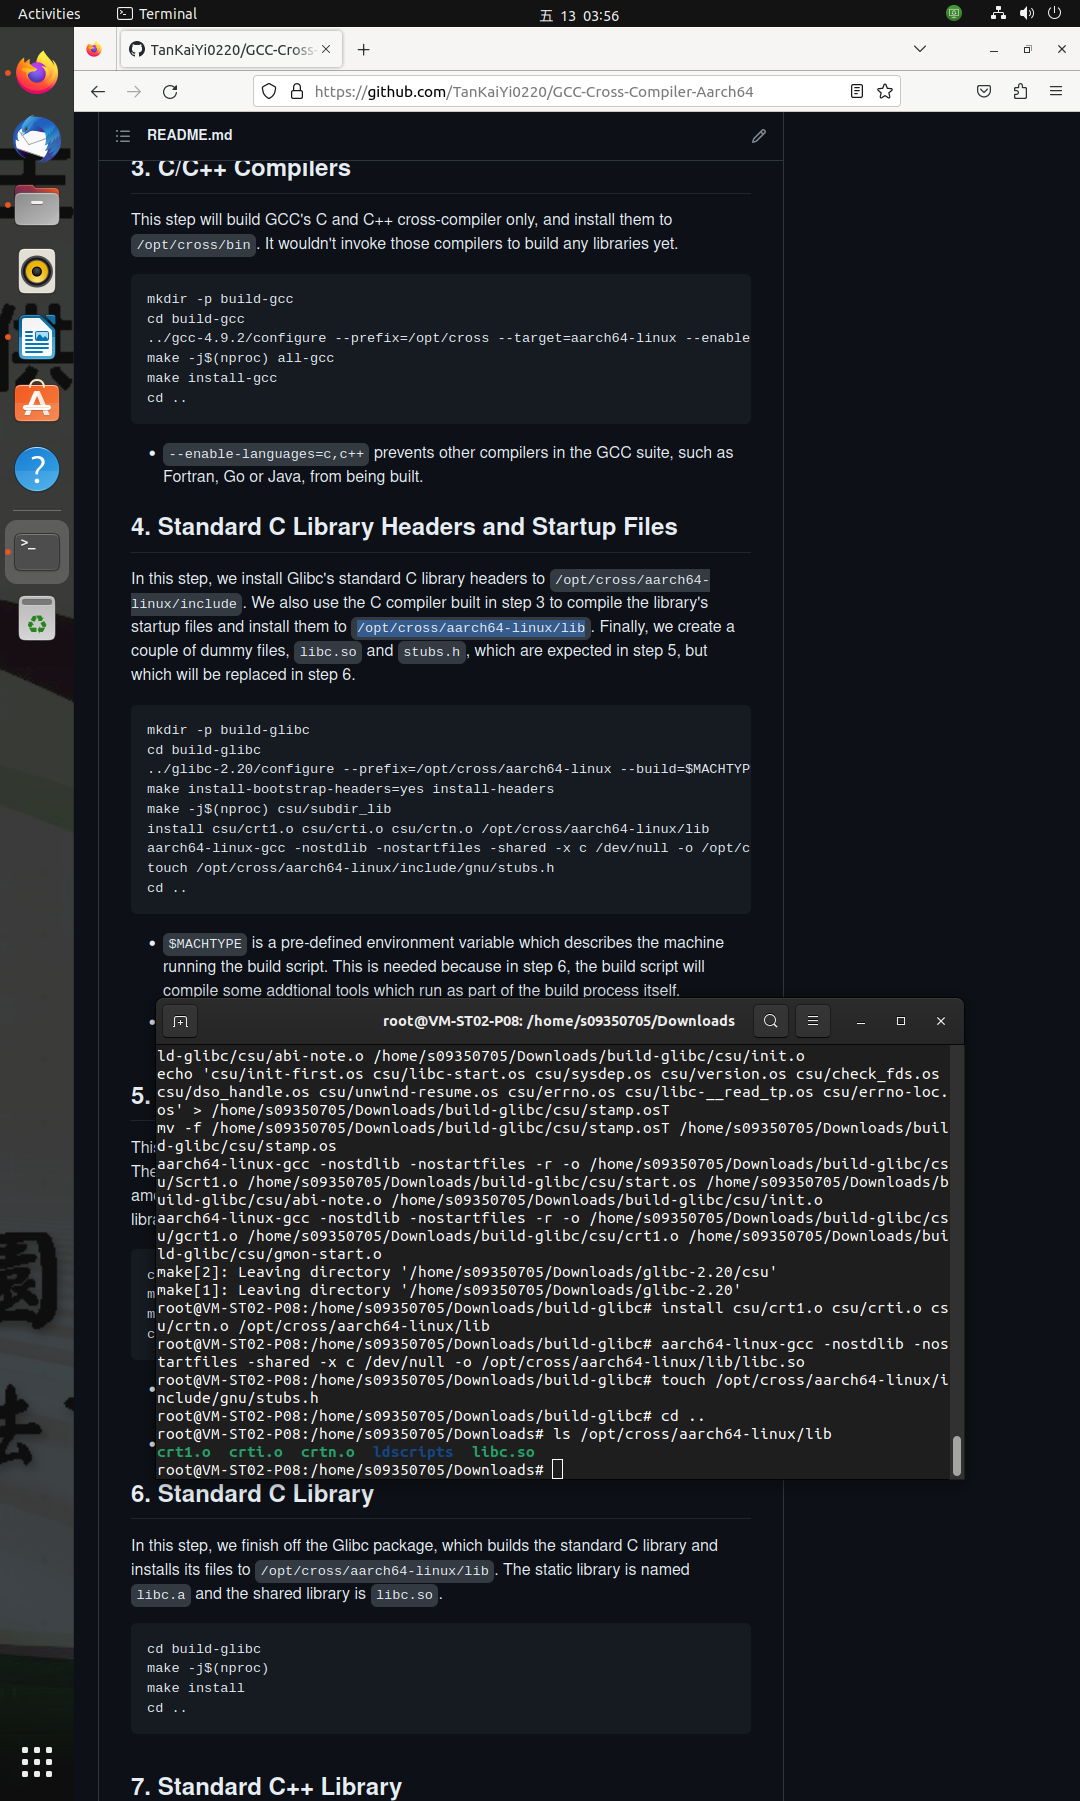 Activities
Terminal
五 13 03:56
TanKaiYi0220/GCC-Cross-
https://github.com/TanKaiYi0220/GCC-Cross-Compiler-Aarch64
README.md
3. C/C++ Compilers
This step will build GCC's C and C++ cross-compiler only, and install them to
/opt/cross/bin . It wouldn't invoke those compilers to build any libraries yet.
mkdir -p build-gcc
cd build-gcc
../gcc-4.9.2/configure --prefix=/opt/cross --target=aarch64-linux --enable
make -j$(nproc) all-gcc
make install-gcc
cd ..
• --enable-languages=c,c++ prevents other compilers in the GCC suite, such as
Fortran, Go or Java, from being built.
4. Standard C Library Headers and Startup Files
In this step, we install Glibc's standard C library headers to /opt/cross/aarch64-
linux/include . We also use the C compiler built in step 3 to compile the library's
startup files and install them to /opt/cross/aarch64-linux/lib . Finally, we create a
couple of dummy files, libc.so and stubs.h , which are expected in step 5, but
which will be replaced in step 6.
mkdir -p build-glibc
cd build-glibc
../glibc-2.20/configure --prefix=/opt/cross/aarch64-linux --build=$MACHTYP
make install-bootstrap-headers=yes install-headers
make -j$(nproc) csu/subdir_lib
install csu/crt1.o csu/crti.o csu/crtn.o /opt/cross/aarch64-linux/lib
aarch64-linux-gcc -nostdlib -nostartfiles -shared -x c /dev/null -o /opt/c
touch /opt/cross/aarch64-linux/include/gnu/stubs.h
cd ..
• $MACHTYPE is a pre-defined environment variable which describes the machine
running the build script. This is needed because in step 6, the build script will
compile some addtional tools which run as part of the build process itself.
root@VM-ST02-P08: /home/s09350705/Downloads
ld-glibc/csu/abi-note.o /home/s09350705/Downloads/build-glibc/csu/init.o
echo 'csu/init-first.os csu/libc-start.os csu/sysdep.os csu/version.os csu/check_fds.os
csu/dso_handle.os csu/unwind-resume.os csu/errno.os csu/libc-__read_tp.os csu/errno-loc.
os' > /home/s09350705/Downloads/build-glibc/csu/stamp.osT
mv -f /home/s09350705/Downloads/build-glibc/csu/stamp.osT /home/s09350705/Downloads/buil
d-glibc/csu/stamp.os
aarch64-linux-gcc -nostdlib -nostartfiles -r -o /home/s09350705/Downloads/build-glibc/cs
u/Scrt1.o /home/s09350705/Downloads/build-glibc/csu/start.os /home/s09350705/Downloads/b
uild-glibc/csu/abi-note.o /home/s09350705/Downloads/build-glibc/csu/init.o
aarch64-linux-gcc -nostdlib -nostartfiles -r -o /home/s09350705/Downloads/build-glibc/cs
u/gcrt1.o /home/s09350705/Downloads/build-glibc/csu/crt1.o /home/s09350705/Downloads/bui
ld-glibc/csu/gmon-start.o
make[2]: Leaving directory '/home/s09350705/Downloads/glibc-2.20/csu'
make[1]: Leaving directory '/home/s09350705/Downloads/glibc-2.20'
root@VM-ST02-P08:/home/s09350705/Downloads/build-glibc# install csu/crt1.o csu/crti.o cs
u/crtn.o /opt/cross/aarch64-linux/lib
root@VM-ST02-P08:/home/s09350705/Downloads/build-glibc# aarch64-linux-gcc -nostdlib -nos
tartfiles -shared -x c /dev/null -o /opt/cross/aarch64-linux/lib/libc.so
root@VM-ST02-P08:/home/s09350705/Downloads/build-glibc# touch /opt/cross/aarch64-linux/i
nclude/gnu/stubs.h
root@VM-ST02-P08:/home/s09350705/Downloads/build-glibc# cd ..
root@VM-ST02-P08:/home/s09350705/Downloads# ls /opt/cross/aarch64-linux/lib
crt1.o crti.o crtn.o ldscripts libc.so
root@VM-ST02-P08:/home/s09350705/Downloads#
5.
The
libra
6. Standard C Library
In this step, we finish off the Glibc package, which builds the standard C library and
installs its files to /opt/cross/aarch64-linux/lib . The static library is named
libc.a and the shared library is libc.so .
cd build-glibc
make -j$(nproc)
make install
cd ..
7. Standard C++ Library